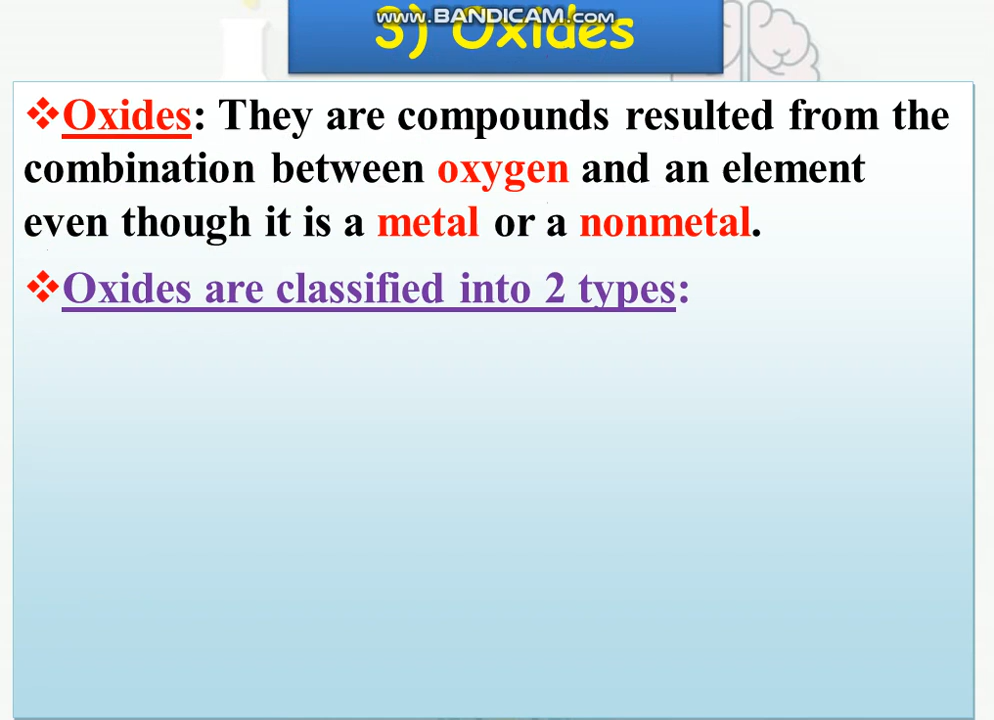 www.BANDICAM.com
3) Oxides
❖Oxides: They are compounds resulted from the
combination between oxygen and an element
even though it is a metal or a nonmetal.
❖Oxides are classified into 2 types: